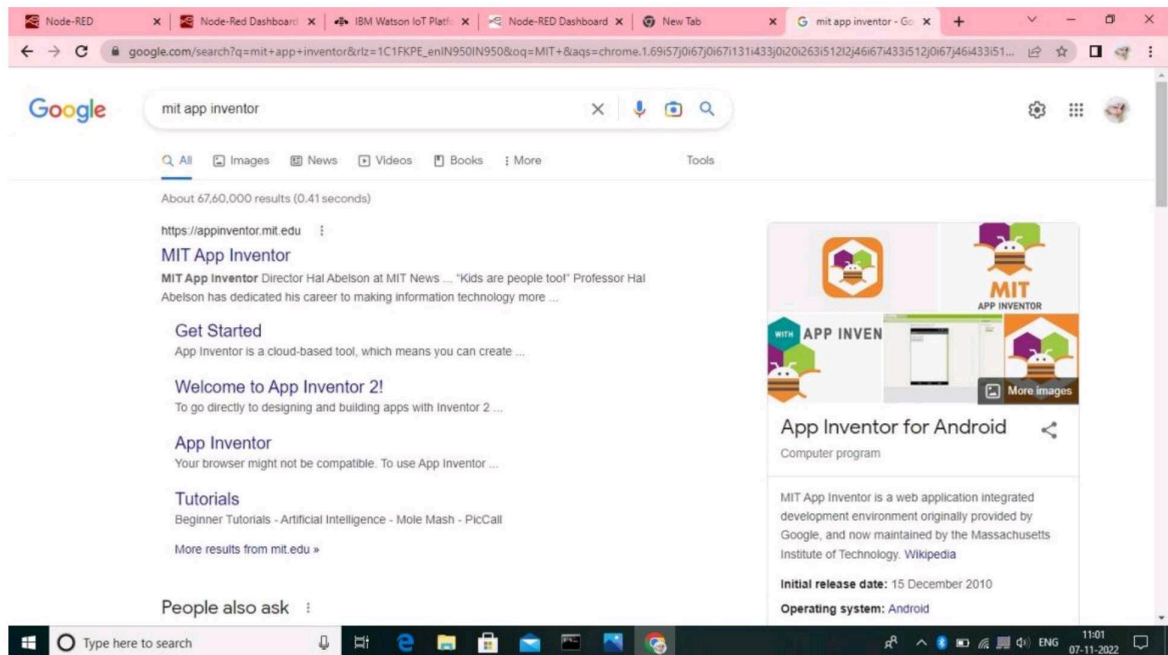 Node-RED
Node-Red Dashboard
IBM Watson IoT Platf
Node-RED Dashboard
New Tab
mit app inventor - Go
google.com/search?q=mit+app+inventor&rlz=1C1FKPE_enIN950IN950&oq=MIT+&aqs=chrome.1.69i57j0i67j0i67i131i433j0i20i263i512l2j46i67i433i512j0i67j46i433i51...
Google
mit app inventor
All
Images
News
Videos
Books
More
Tools
About 67,60,000 results (0.41 seconds)
https://appinventor.mit.edu
MIT App Inventor
MIT App Inventor Director Hal Abelson at MIT News ... "Kids are people too!" Professor Hal
Abelson has dedicated his career to making information technology more ...
Get Started
App Inventor is a cloud-based tool, which means you can create ...
Welcome to App Inventor 2!
To go directly to designing and building apps with Inventor 2 ...
App Inventor
Your browser might not be compatible. To use App Inventor ...
Tutorials
Beginner Tutorials - Artificial Intelligence - Mole Mash - PicCall
More results from mit.edu »
People also ask
MIT
APP INVENTOR
WITH APP INVEN
More images
App Inventor for Android
Computer program
MIT App Inventor is a web application integrated
development environment originally provided by
Google, and now maintained by the Massachusetts
Institute of Technology. Wikipedia
Initial release date: 15 December 2010
Operating system: Android
Type here to search
ENG
11:01
07-11-2022